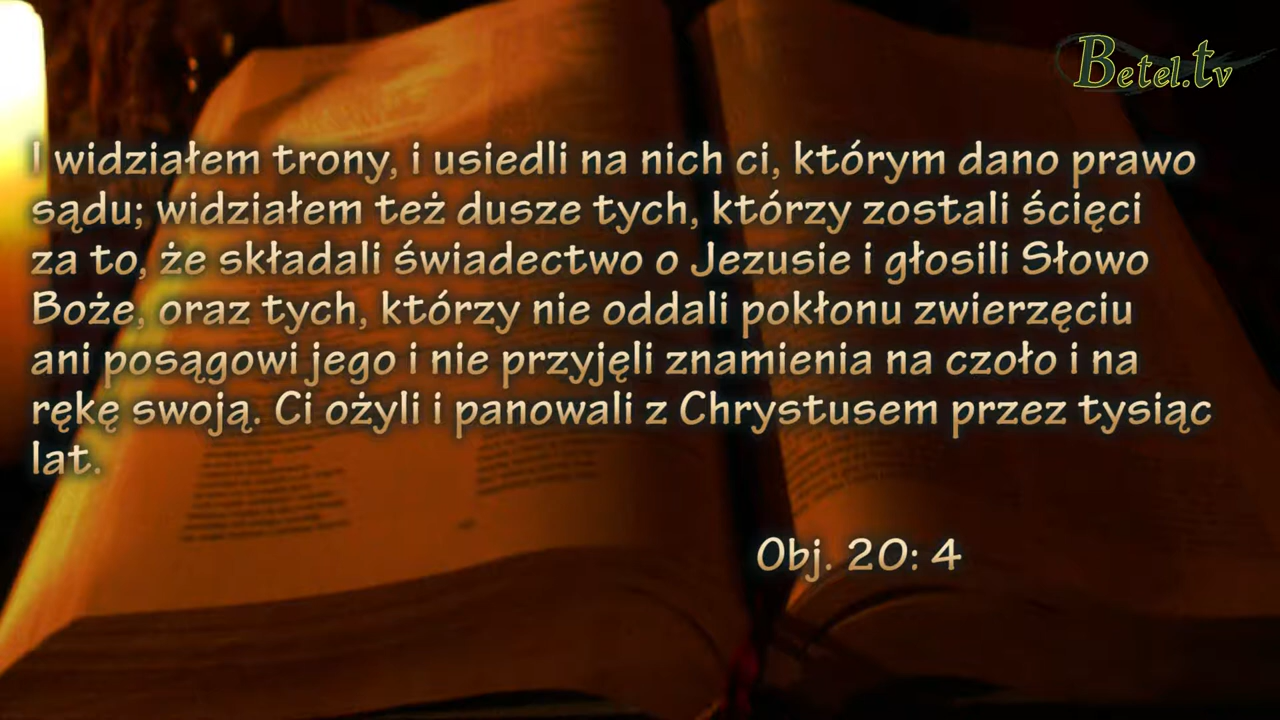 Betel.tv
I widziałem trony, i usiedli na nich ci, którym dano prawo
sądu; widziałem też dusze tych, którzy zostali ścięci
za to, że składali świadectwo o Jezusie i głosili Słowo
Boże, oraz tych, którzy nie oddali pokłonu zwierzęciu
ani posągowi jego i nie przyjęli znamienia na czoło i na
rękę swoją. Ci ożyli i panowali z Chrystusem przez tysiąc
lat.
Obj. 20: 4